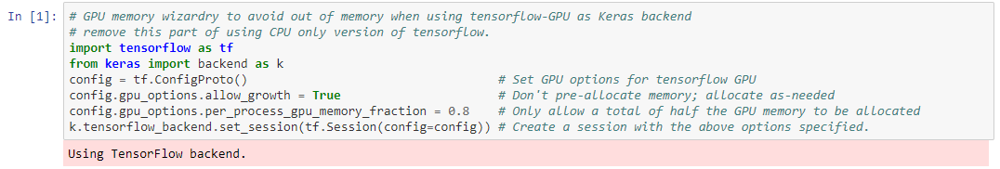 In [1]: # GPU memory wizardry to avoid out of memory when using tensorflow-GPU as Keras backend
# remove this part of using CPU only version of tensorflow.
import tensorflow as tf
from keras import backend as k
config = tf.ConfigProto() # Set GPU options for tensorflow GPU
config.gpu_options.allow_growth = True # Don't pre-allocate memory; allocate as-needed
config.gpu_options.per_process_gpu_memory_fraction = 0.8 # Only allow a total of half the GPU memory to be allocated
k.tensorflow_backend.set_session(tf.Session(config=config)) # Create a session with the above options specified.
Using TensorFlow backend.